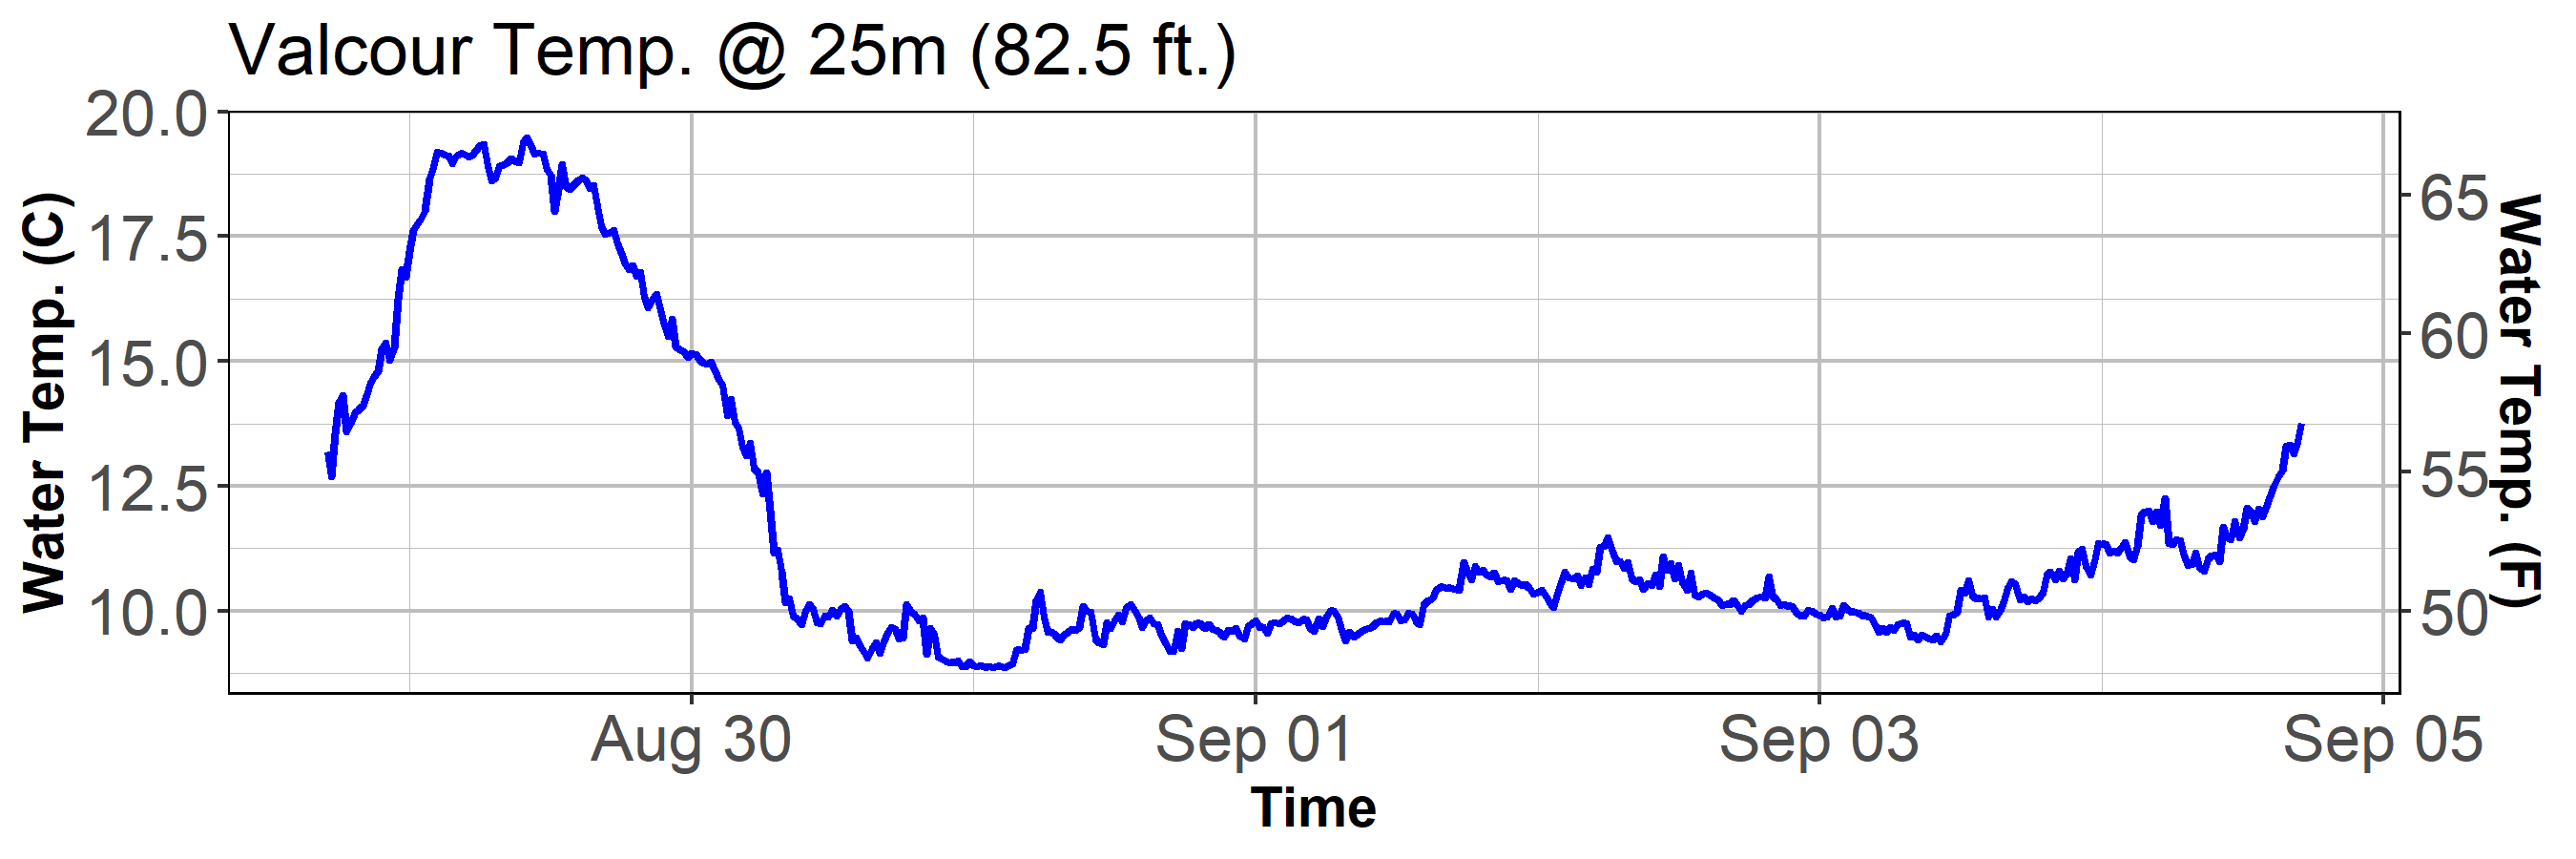 Valcour Temp. @ 25m (82.5 ft.)
Water Temp. (C)
20.0
17.5
15.0
12.5
10.0
65
60
55
50
Water Temp. (F)
Aug 30
Sep 01
Sep 03
Sep 05
Time